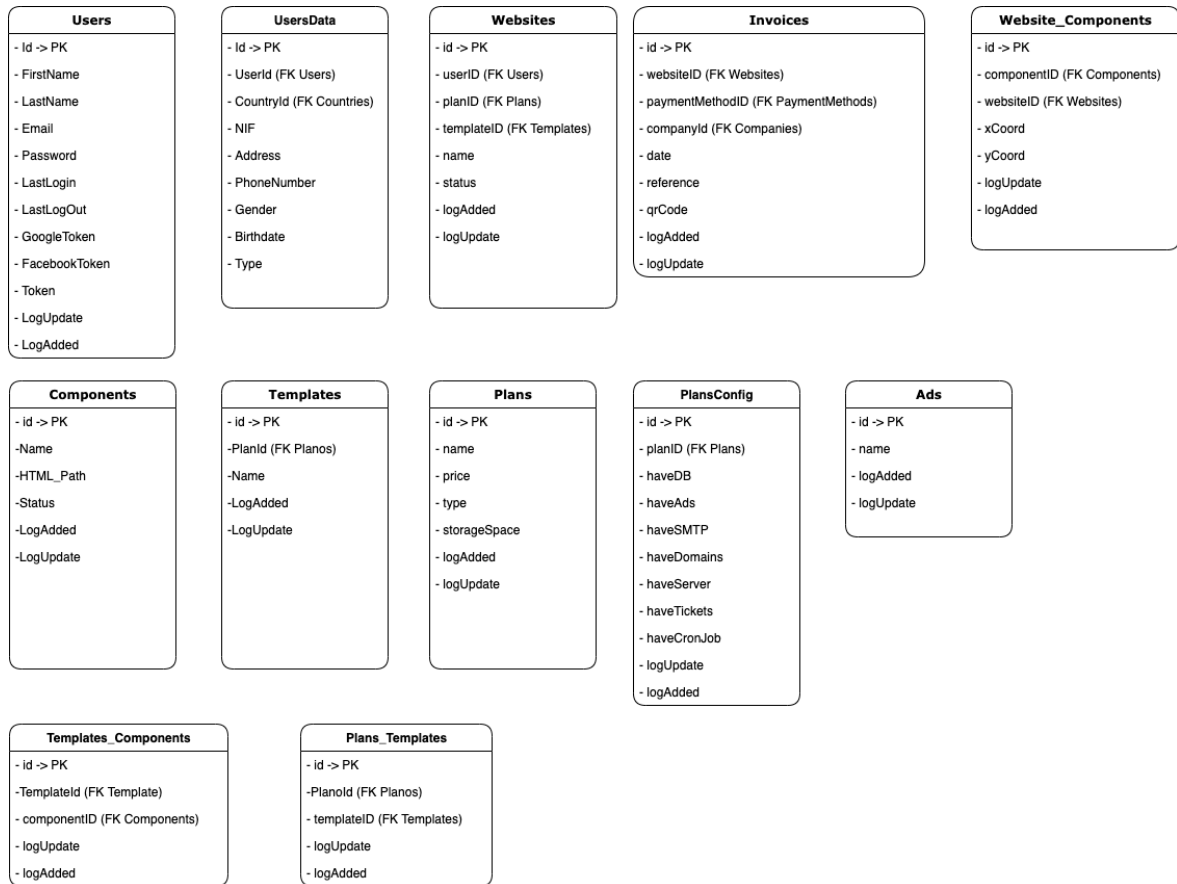 Users
- Id -> PK
- FirstName
- LastName
- Email
- Password
- LastLogin
- LastLogOut
- GoogleToken
- FacebookToken
- Token
- LogUpdate
- LogAdded
UsersData
- Id -> PK
- UserId (FK Users)
- CountryId (FK Countries)
- NIF
- Address
- PhoneNumber
- Gender
- Birthdate
- Type
Websites
- id -> PK
- userID (FK Users)
- planID (FK Plans)
- templateID (FK Templates)
- name
- status
- logAdded
- logUpdate
Invoices
- id -> PK
- websiteID (FK Websites)
- paymentMethodID (FK PaymentMethods)
- companyId (FK Companies)
- date
- reference
- qrCode
- logAdded
- logUpdate
Website_Components
- id -> PK
- componentID (FK Components)
- websiteID (FK Websites)
- xCoord
- yCoord
- logUpdate
- logAdded
Components
- id -> PK
-Name
-HTML_Path
-Status
-LogAdded
-LogUpdate
Templates
- id -> PK
-PlanId (FK Planos)
-Name
-LogAdded
-LogUpdate
Plans
- id -> PK
- name
- price
- type
- storageSpace
- logAdded
- logUpdate
PlansConfig
- id -> PK
- planID (FK Plans)
- haveDB
- haveAds
- haveSMTP
- haveDomains
- haveServer
- haveTickets
- haveCronJob
- logUpdate
- logAdded
Ads
- id -> PK
- name
- logAdded
- logUpdate
Templates_Components
- id -> PK
-TemplateId (FK Template)
- componentID (FK Components)
- logUpdate
- logAdded
Plans_Templates
- id -> PK
-PlanoId (FK Planos)
- templateID (FK Templates)
- logUpdate
- logAdded